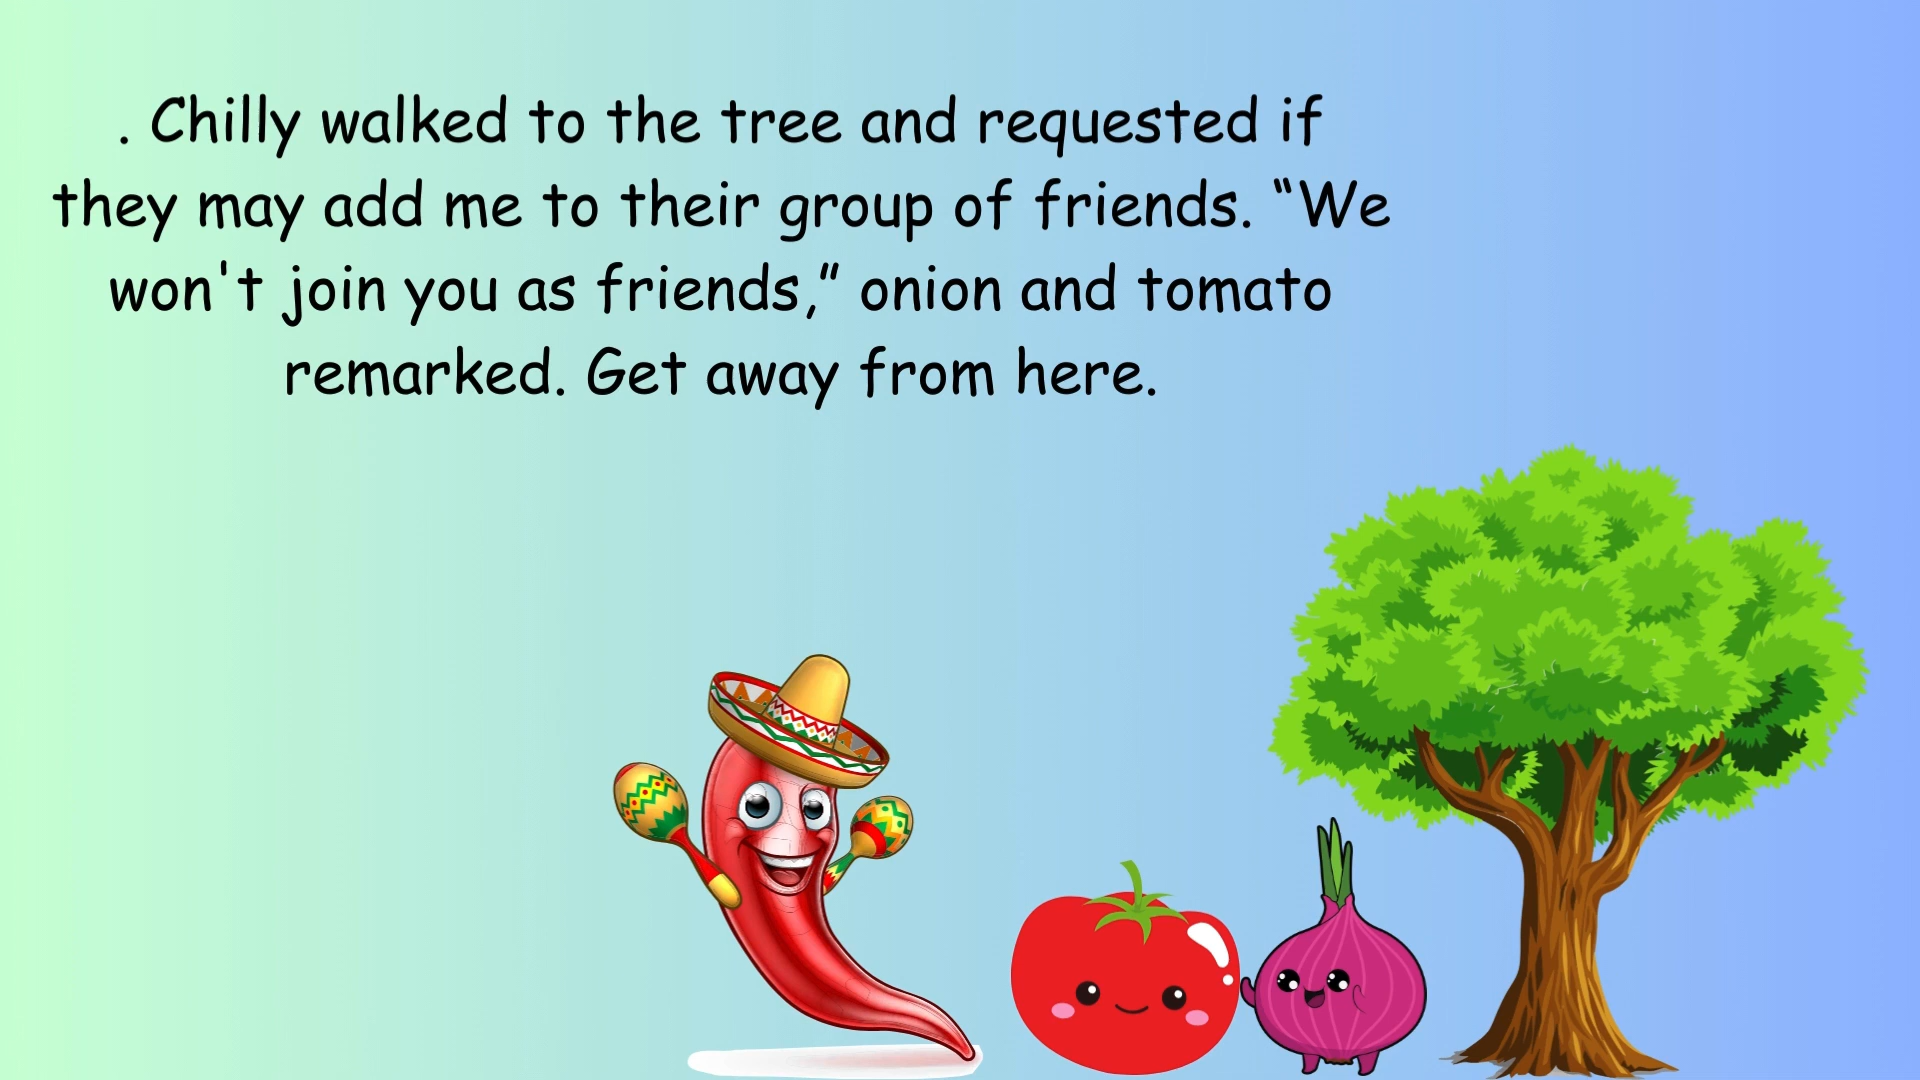 . Chilly walked to the tree and requested if
they may add me to their group of friends. “We
won't join you as friends,” onion and tomato
remarked. Get away from here.